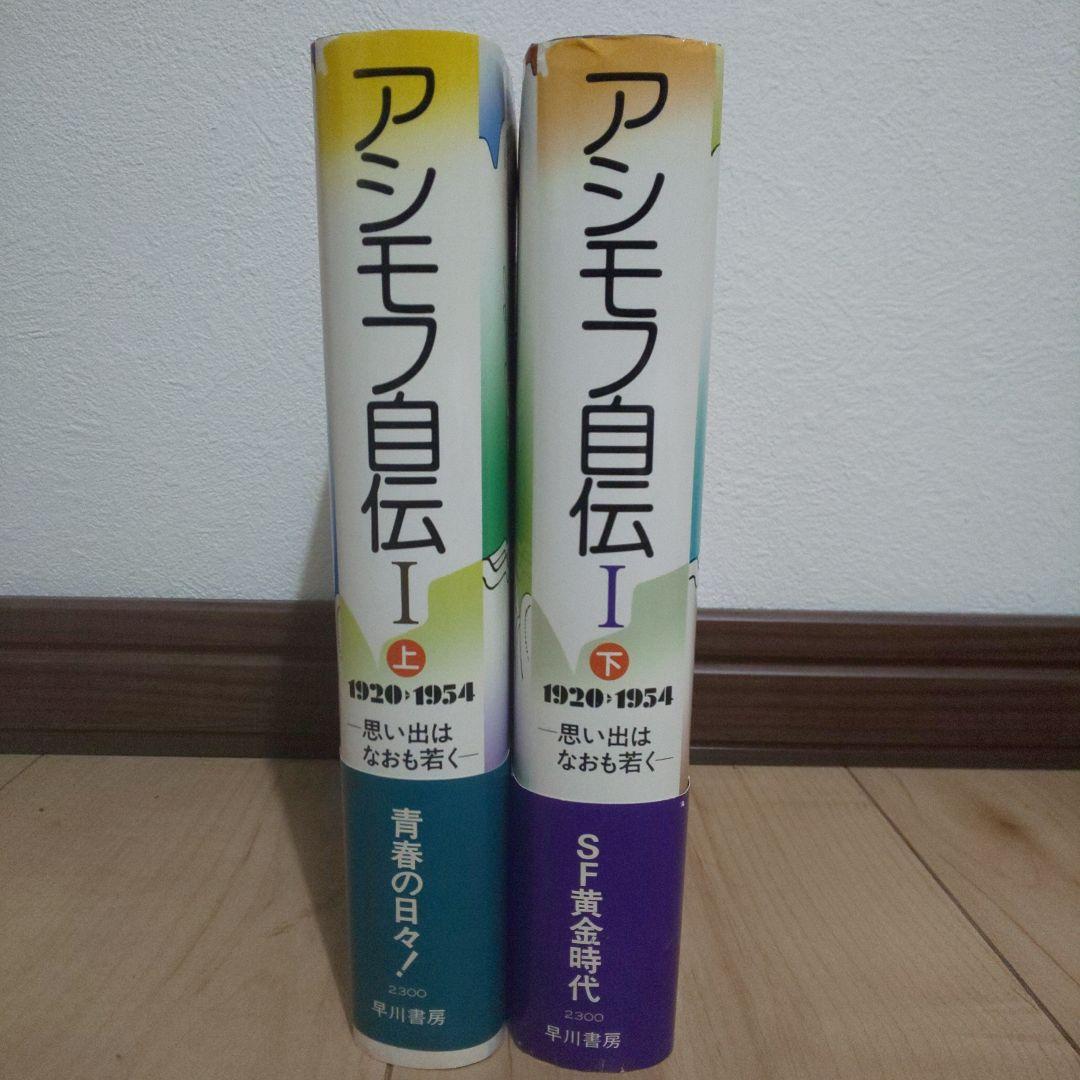 アシモフ自伝
I
上
1920▸1954
―思い出は
なおも若く―
青春の日々！
2300
早川書房
アシモフ自伝
I
下
1920▸1954
―思い出は
なおも若く―
SF黄金時代
2300
早川書房